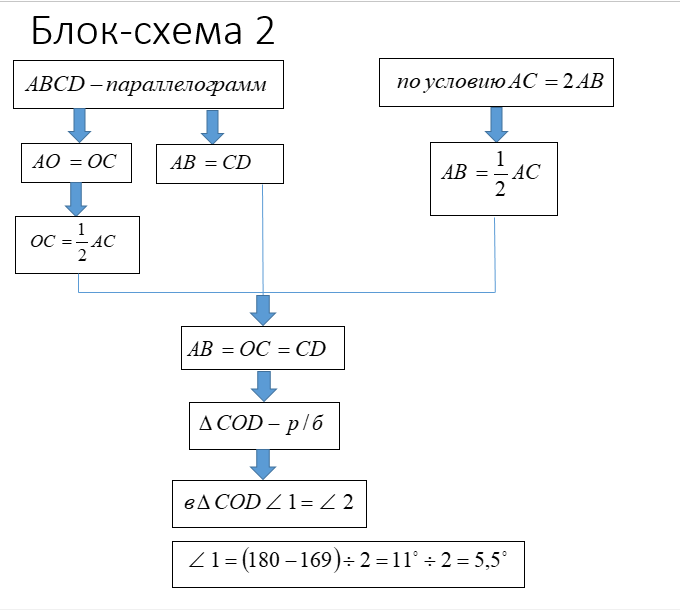 Блок-схема 2
ABCD – параллелограмм
по условию AC = 2AB
AO = OC
AB = CD
AB = 1/2 AC
OC = 1/2 AC
AB = OC = CD
Δ COD – р / б
в Δ COD ∠ 1 = ∠ 2
∠ 1 = (180 – 169) ÷ 2 = 11° ÷ 2 = 5,5°